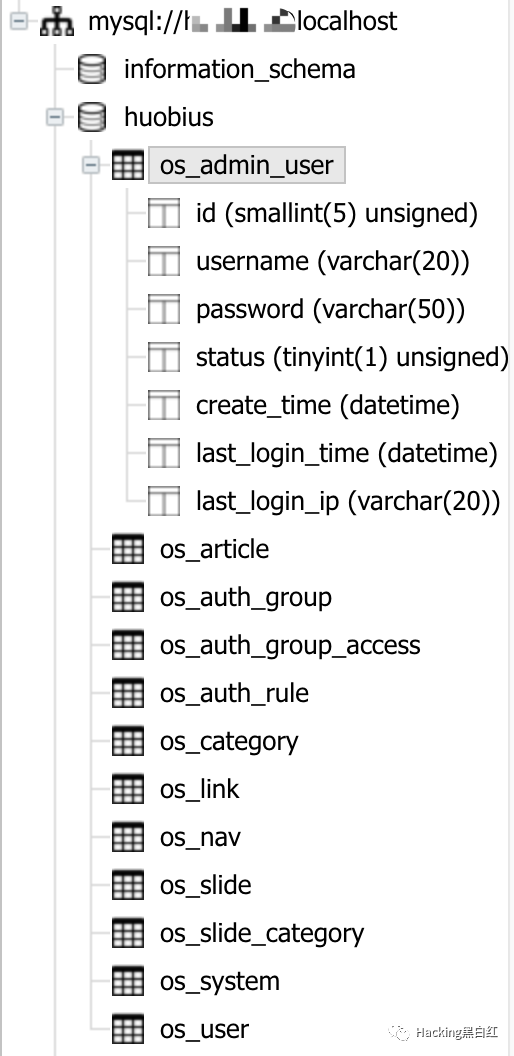 mysql://localhost
information_schema
huobius
os_admin_user
id (smallint(5) unsigned)
username (varchar(20))
password (varchar(50))
status (tinyint(1) unsigned)
create_time (datetime)
last_login_time (datetime)
last_login_ip (varchar(20))
os_article
os_auth_group
os_auth_group_access
os_auth_rule
os_category
os_link
os_nav
os_slide
os_slide_category
os_system
os_user
Hacking黑白红